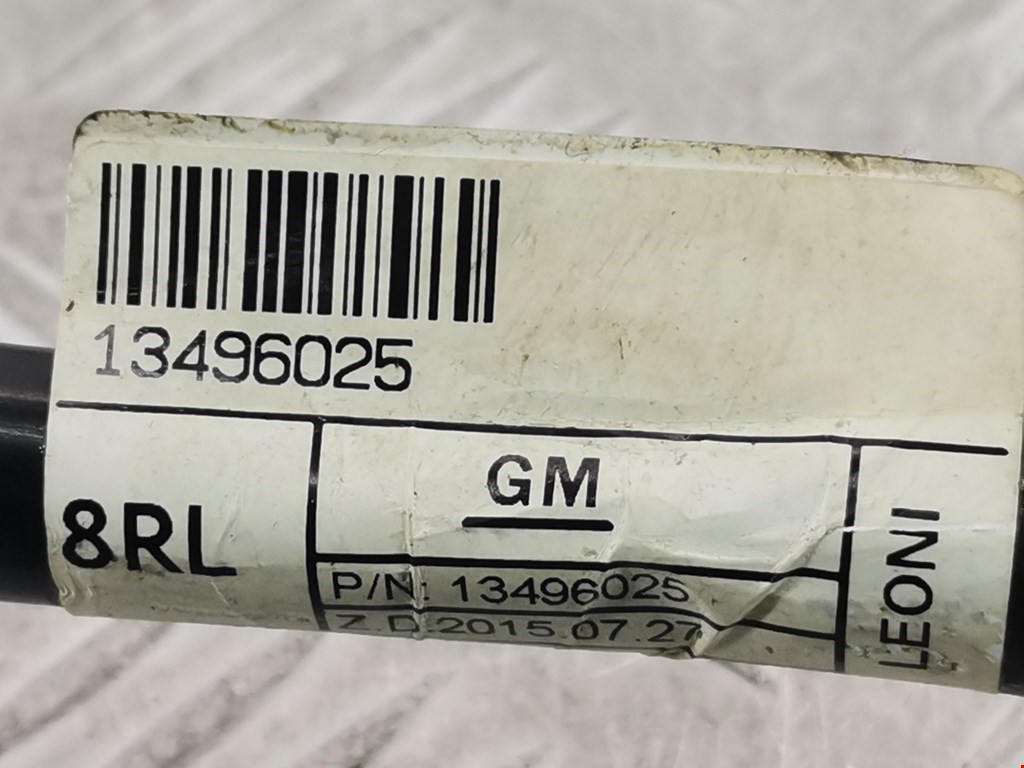 13496025
8RL
GM
P/N: 13496025
Z.D.2015.07.27
LEONI